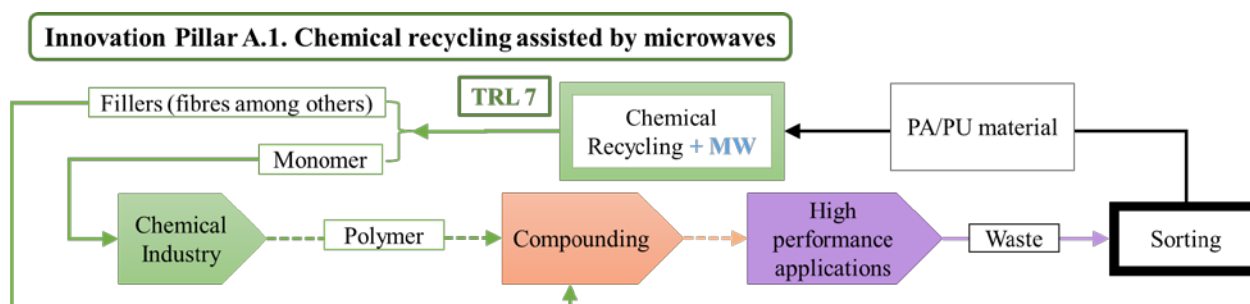 Innovation Pillar A.1. Chemical recycling assisted by microwaves
Fillers (fibres among others)
TRL 7
Chemical
Recycling + MW
PA/PU material
Monomer
Chemical
Industry
Polymer
Compounding
High
performance
applications
Waste
Sorting